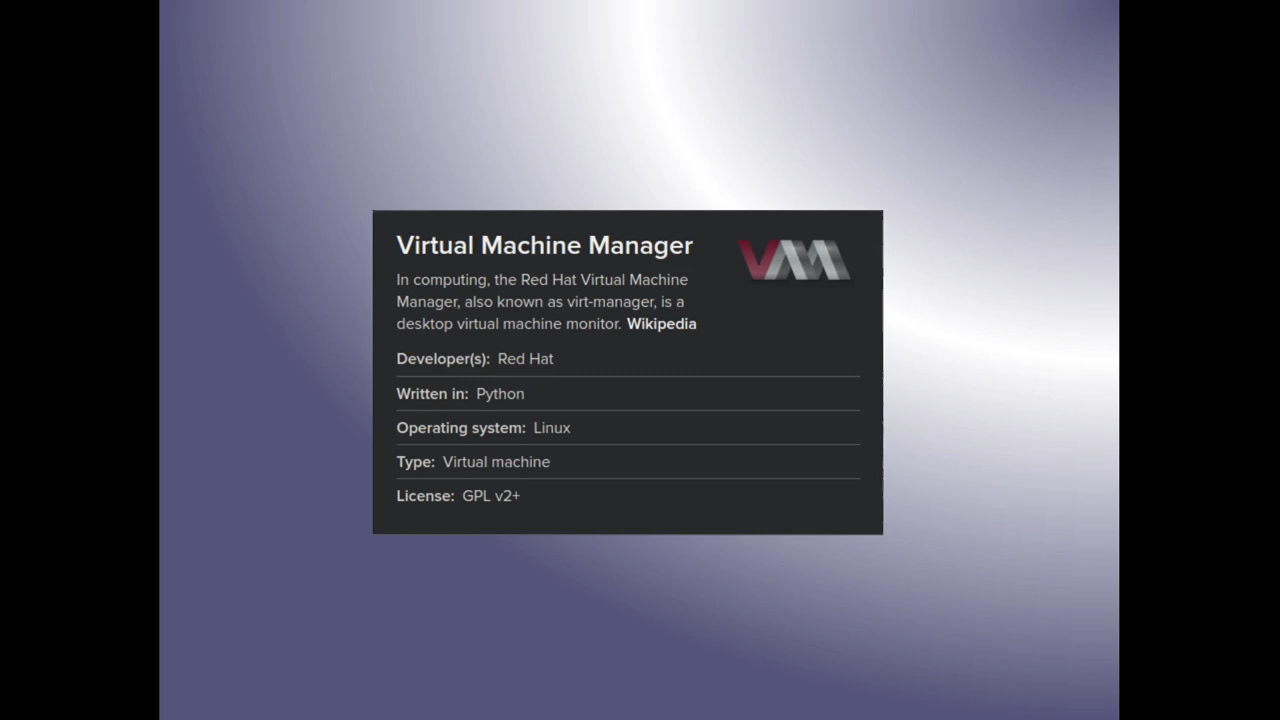 Virtual Machine Manager
VMM
In computing, the Red Hat Virtual Machine
Manager, also known as virt-manager, is a
desktop virtual machine monitor. Wikipedia
Developer(s): Red Hat
Written in: Python
Operating system: Linux
Type: Virtual machine
License: GPL v2+